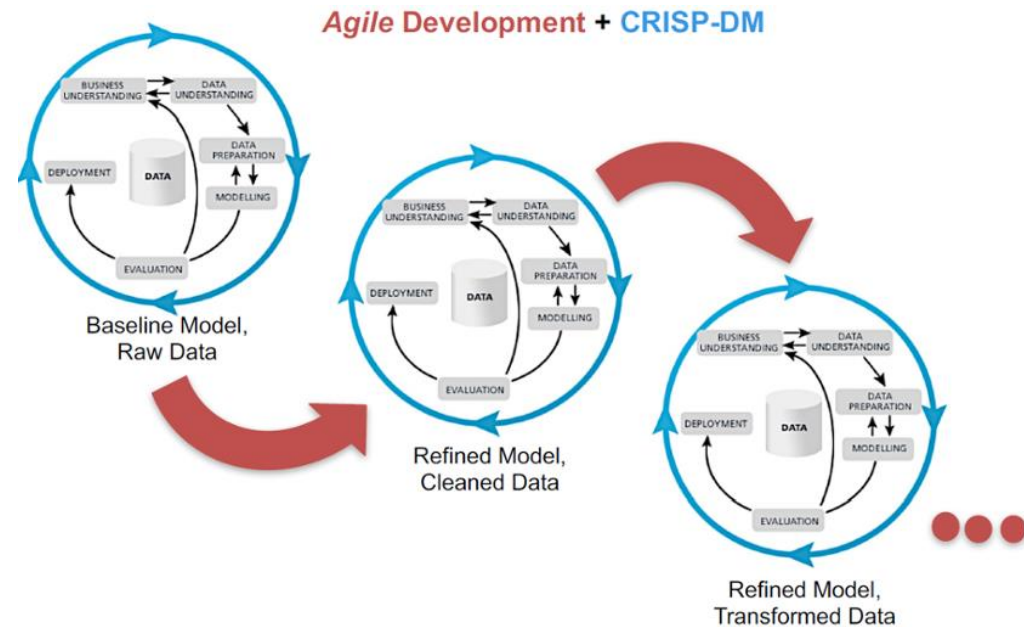 Agile Development + CRISP-DM
BUSINESS
UNDERSTANDING
DATA
UNDERSTANDING
DATA
PREPARATION
DEPLOYMENT
DATA
MODELLING
EVALUATION
Baseline Model,
Raw Data
BUSINESS
UNDERSTANDING
DATA
UNDERSTANDING
DATA
PREPARATION
DEPLOYMENT
DATA
MODELLING
EVALUATION
Refined Model,
Cleaned Data
BUSINESS
UNDERSTANDING
DATA
UNDERSTANDING
DATA
PREPARATION
DEPLOYMENT
DATA
MODELLING
EVALUATION
Refined Model,
Transformed Data